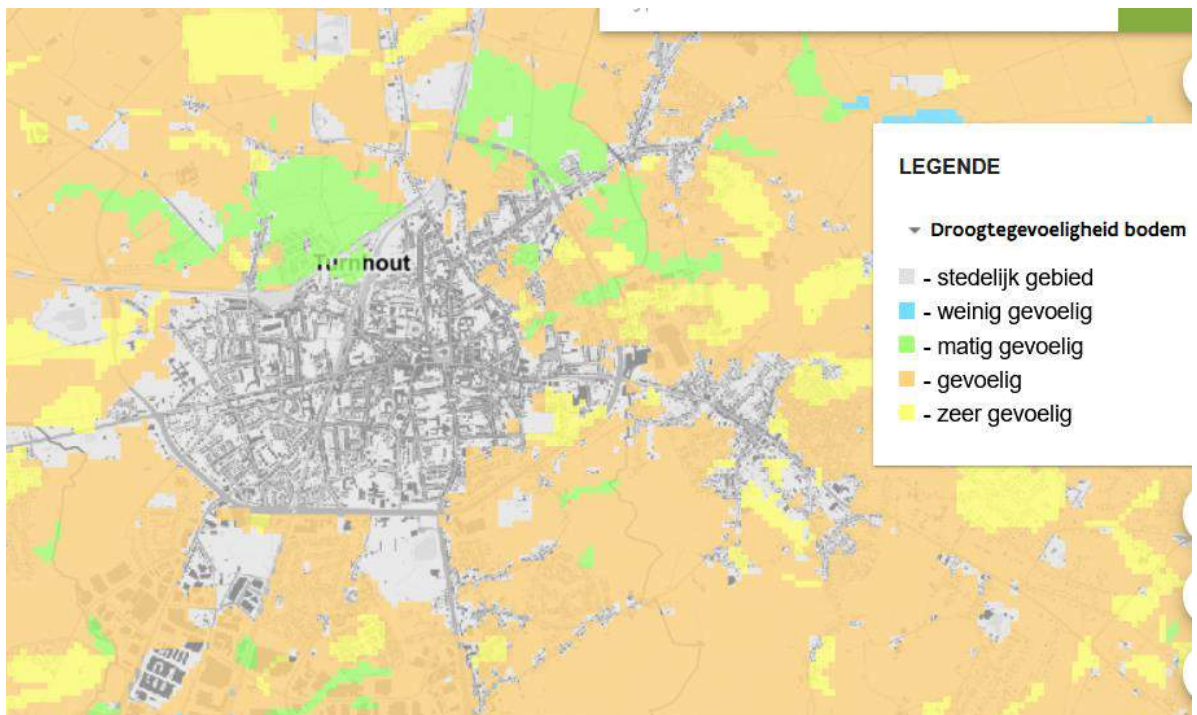 Turnhout
LEGENDE
Droogtegevoeligheid bodem
- stedelijk gebied
- weinig gevoelig
- matig gevoelig
- gevoelig
- zeer gevoelig